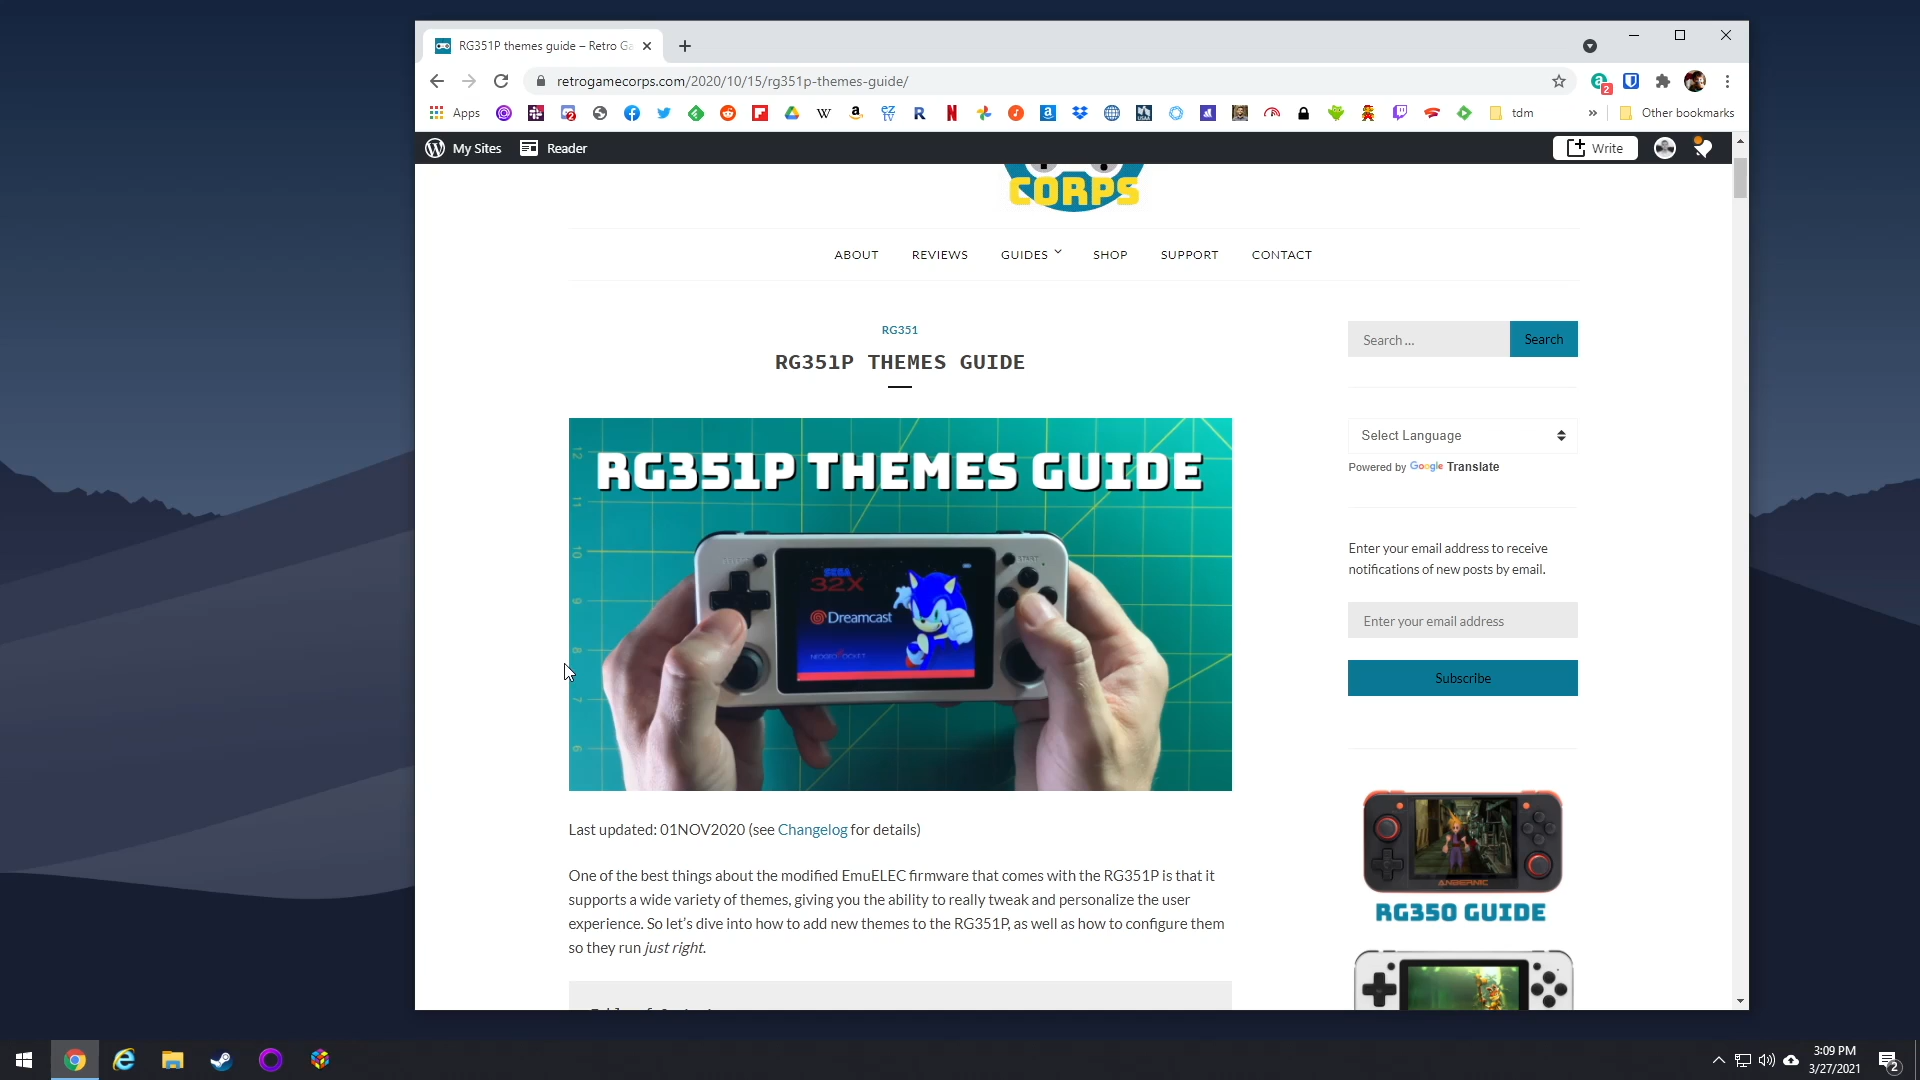 RG351P themes guide – Retro Ga
retrogamecorps.com/2020/10/15/rg351p-themes-guide/
2
Apps
tdm
»
Other bookmarks
My Sites
Reader
Write
CORPS
ABOUT
REVIEWS
GUIDES
SHOP
SUPPORT
CONTACT
RG351
RG351P THEMES GUIDE
Search …
Search
RG351P THEMES GUIDE
SEGA
32X
Dreamcast
Select Language
Powered by Google Translate
Enter your email address to receive
notifications of new posts by email.
Enter your email address
Subscribe
ANBERNIC
RG350 GUIDE
Last updated: 01NOV2020 (see Changelog for details)
One of the best things about the modified EmuELEC firmware that comes with the RG351P is that it
supports a wide variety of themes, giving you the ability to really tweak and personalize the user
experience. So let's dive into how to add new themes to the RG351P, as well as how to configure them
so they run just right.
3:09 PM
3/27/2021
2